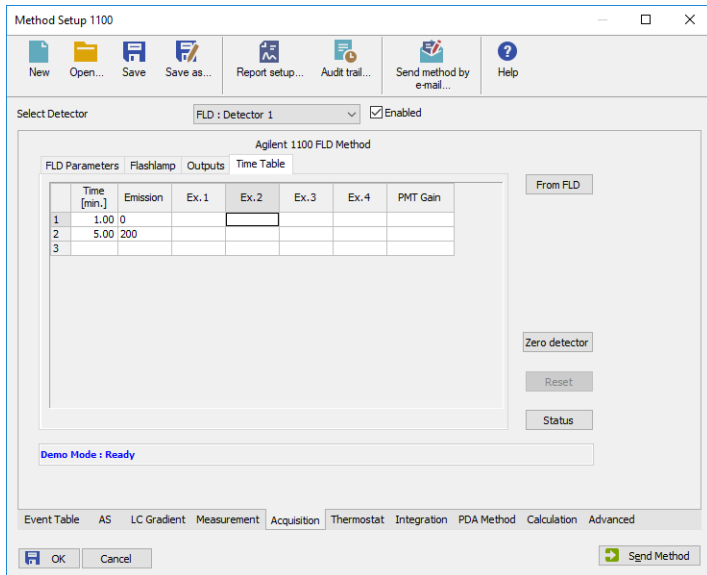 Method Setup 1100
New Open... Save Save as... Report setup... Audit trail... Send method by e-mail... Help
Select Detector FLD : Detector 1 Enabled
Agilent 1100 FLD Method
FLD Parameters Flashlamp Outputs Time Table
From FLD
Time [min.] Emission Ex.1 Ex.2 Ex.3 Ex.4 PMT Gain
1 1.00 0
2 5.00 200
3
Zero detector
Reset
Status
Demo Mode : Ready
Event Table AS LC Gradient Measurement Acquisition Thermostat Integration PDA Method Calculation Advanced
OK Cancel Send Method